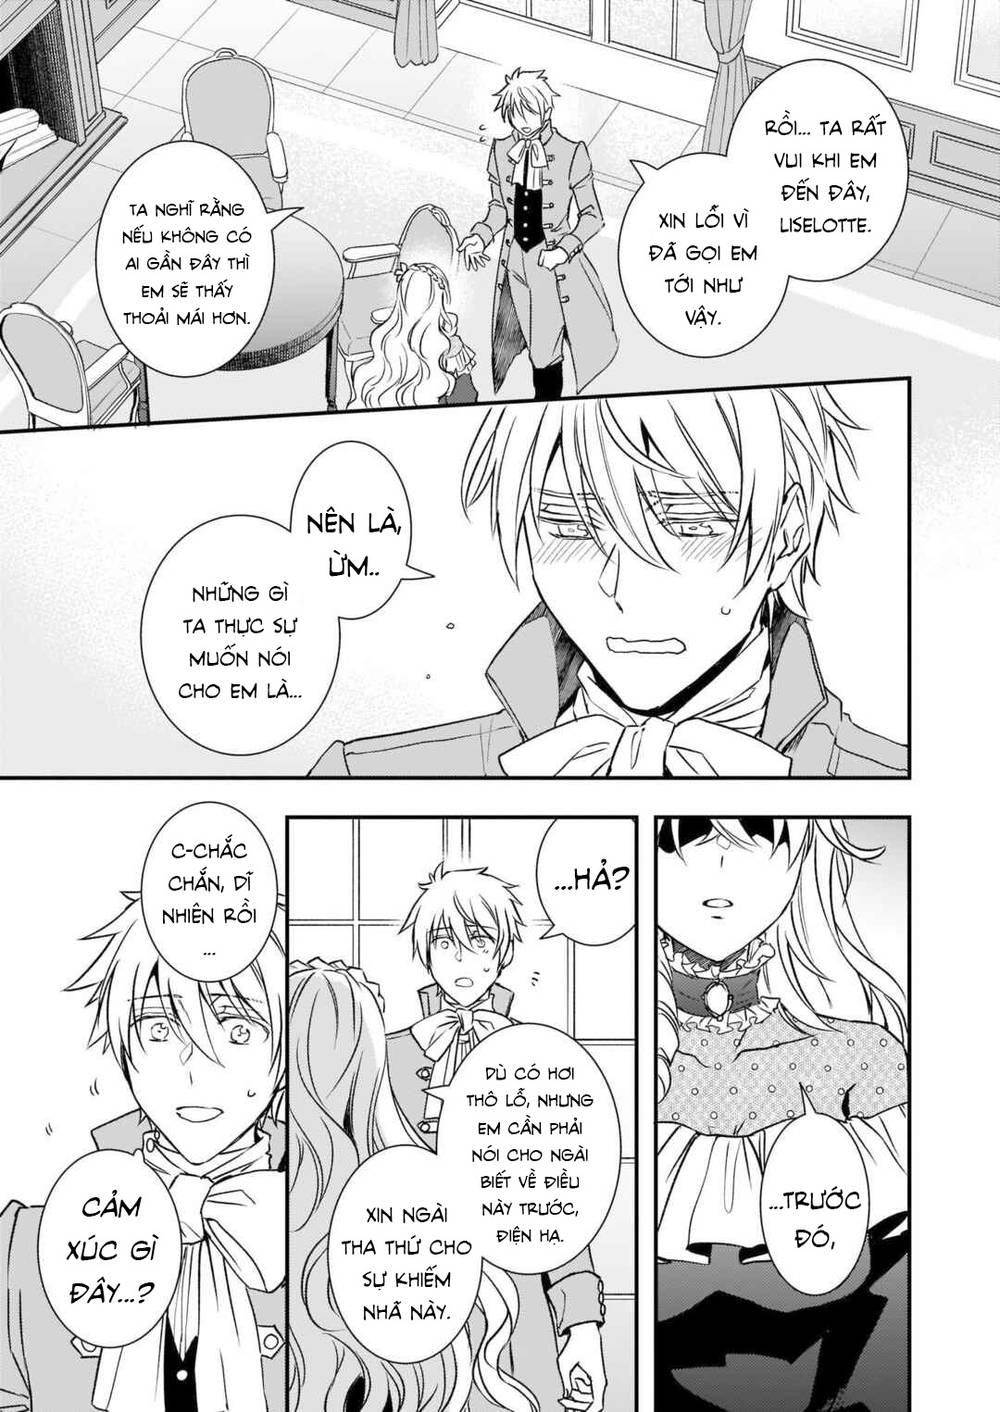 RỒI... TA RẤT
VUI KHI EM
ĐẾN ĐÂY,
LISELOTTE.
XIN LỖI VÌ
ĐÃ GỌI EM
TỚI NHƯ
VẬY.
TA NGHĨ RẰNG
NẾU KHÔNG CÓ
AI GẦN ĐÂY THÌ
EM SẼ THẤY
THOẢI MÁI HƠN.
NÊN LÀ,
ỪM..
NHỮNG GÌ
TA THỰC SỰ
MUỐN NÓI
CHO EM LÀ...
...TRƯỚC
ĐÓ,
...HẢ?
DÙ CÓ HƠI
THÔ LỖ, NHƯNG
EM CẦN PHẢI
NÓI CHO NGÀI
BIẾT VỀ ĐIỀU
NÀY TRƯỚC,
ĐIỆN HẠ.
XIN NGÀI
THA THỨ CHO
SỰ KHIẾM
NHÃ NÀY.
C-CHẮC
CHẮN, DĨ
NHIÊN RỒI
...
CẢM
XÚC GÌ
ĐÂY...?